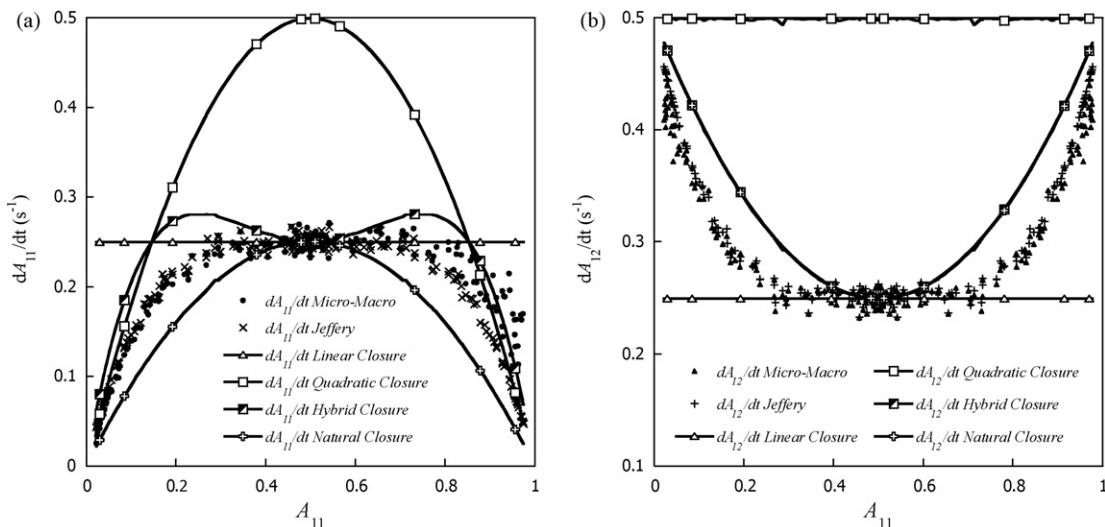 (a)
0.5
0.4
0.3
0.2
0.1
0
dA11/dt (s-1)
dA11/dt Micro-Macro
dA11/dt Jeffery
dA11/dt Linear Closure
dA11/dt Quadratic Closure
dA11/dt Hybrid Closure
dA11/dt Natural Closure
0 0.2 0.4 0.6 0.8 1
A11
(b)
0.5
0.4
0.3
0.2
0.1
dA12/dt (s-1)
dA12/dt Micro-Macro dA12/dt Quadratic Closure
dA12/dt Jeffery dA12/dt Hybrid Closure
dA12/dt Linear Closure dA12/dt Natural Closure
0 0.2 0.4 0.6 0.8 1
A11